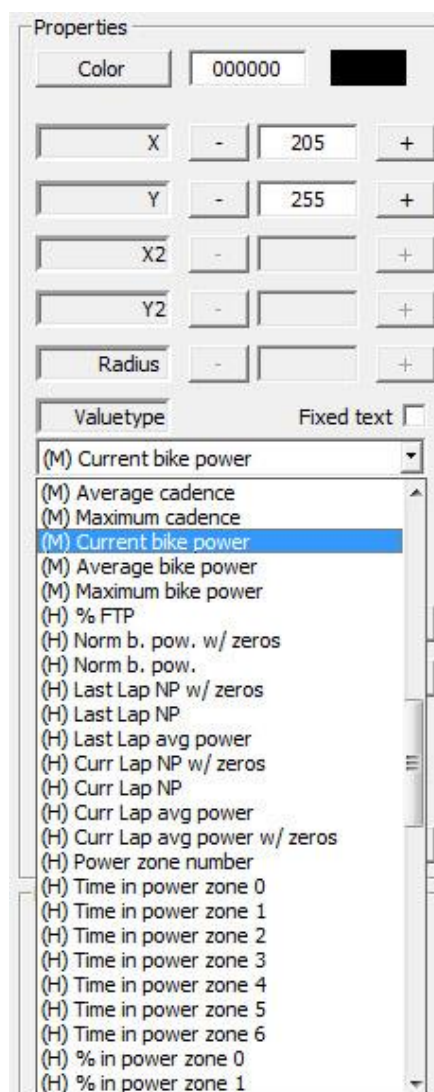 Properties
Color 000000
X - 205 +
Y - 255 +
X2 - +
Y2 - +
Radius - +
Valuetype Fixed text
(M) Current bike power
(M) Average cadence
(M) Maximum cadence
(M) Current bike power
(M) Average bike power
(M) Maximum bike power
(H) % FTP
(H) Norm b. pow. w/ zeros
(H) Norm b. pow.
(H) Last Lap NP w/ zeros
(H) Last Lap NP
(H) Last Lap avg power
(H) Curr Lap NP w/ zeros
(H) Curr Lap NP
(H) Curr Lap avg power
(H) Curr Lap avg power w/ zeros
(H) Power zone number
(H) Time in power zone 0
(H) Time in power zone 1
(H) Time in power zone 2
(H) Time in power zone 3
(H) Time in power zone 4
(H) Time in power zone 5
(H) Time in power zone 6
(H) % in power zone 0
(H) % in power zone 1